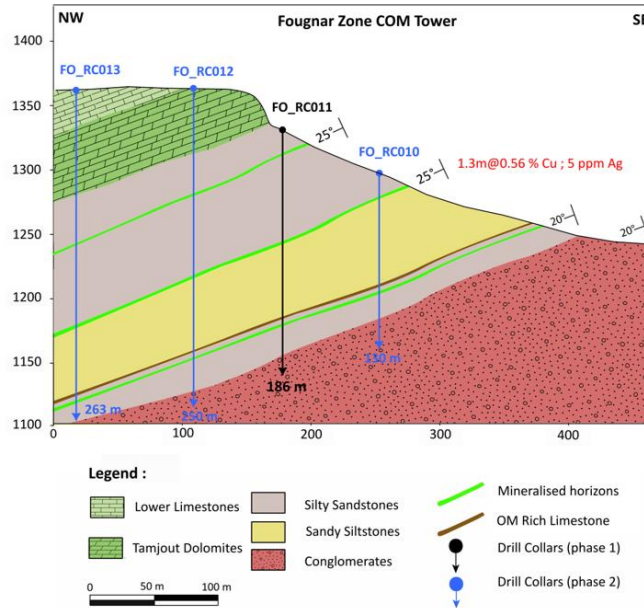 NW
Fougnar Zone COM Tower
1400
FO_RC013
FO_RC012
FO_RC011
1350
25°
FO_RC010
1.3m@0.56 % Cu ; 5 ppm Ag
1300
25°
1250
20°
20°
1200
1150
130 m
186 m
263 m
250 m
1100
0
100
200
300
400
Legend :
Lower Limestones
Silty Sandstones
Mineralised horizons
Tamjout Dolomites
Sandy Siltstones
OM Rich Limestone
Conglomerates
Drill Collars (phase 1)
Drill Collars (phase 2)
0
50 m
100 m